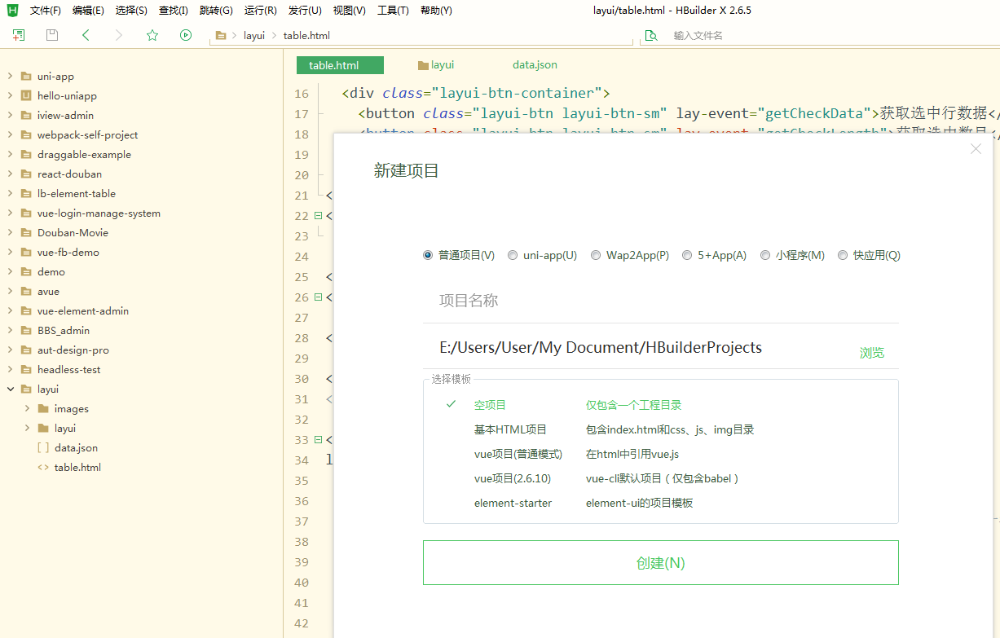 文件(F) 编辑(E) 选择(S) 查找(I) 跳转(G) 运行(R) 发行(U) 视图(V) 工具(T) 帮助(Y) layui/table.html - HBuilder X 2.6.5
layui table.html 输入文件名
table.html layui data.json
uni-app
hello-uniapp
iview-admin
webpack-self-project
draggable-example
react-douban
lb-element-table
vue-login-manage-system
Douban-Movie
vue-fb-demo
demo
avue
vue-element-admin
BBS_admin
aut-design-pro
headless-test
layui
images
layui
data.json
table.html
16 <div class="layui-btn-container">
17 <button class="layui-btn layui-btn-sm" lay-event="getCheckData">获取选中行数据</
18 <button class="layui-btn layui-btn-sm" lay-event="getCheckLength">获取选中数目</
19
20
21 <
22 <
23
24
25 <
26 <
27
28 <
29
30 <
31 <
32
33 <
34 l
35
36
37
38
39
40
41
42
新建项目
普通项目(V) uni-app(U) Wap2App(P) 5+App(A) 小程序(M) 快应用(Q)
项目名称
E:/Users/User/My Document/HBuilderProjects 浏览
选择模板
空项目 仅包含一个工程目录
基本HTML项目 包含index.html和css、js、img目录
vue项目(普通模式) 在html中引用vue.js
vue项目(2.6.10) vue-cli默认项目（仅包含babel）
element-starter element-ui的项目模板
创建(N)